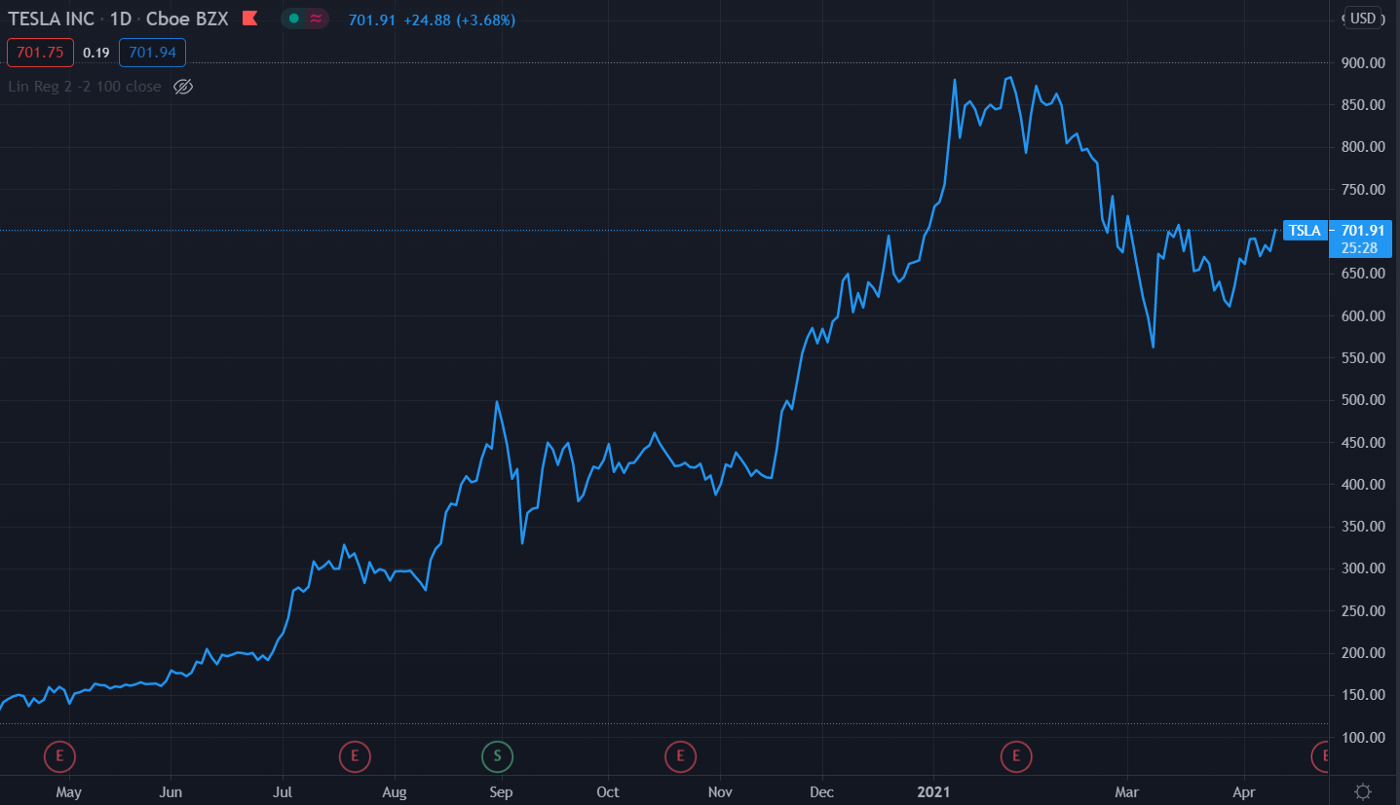 TESLA INC · 1D · Cboe BZX 701.91 +24.88 (+3.68%)
USD
701.75 0.19 701.94
Lin Reg 2 -2 100 close
900.00
850.00
800.00
750.00
TSLA 701.91
25:28
650.00
600.00
550.00
500.00
450.00
400.00
350.00
300.00
250.00
200.00
150.00
100.00
E E S E E E
May Jun Jul Aug Sep Oct Nov Dec 2021 Mar Apr